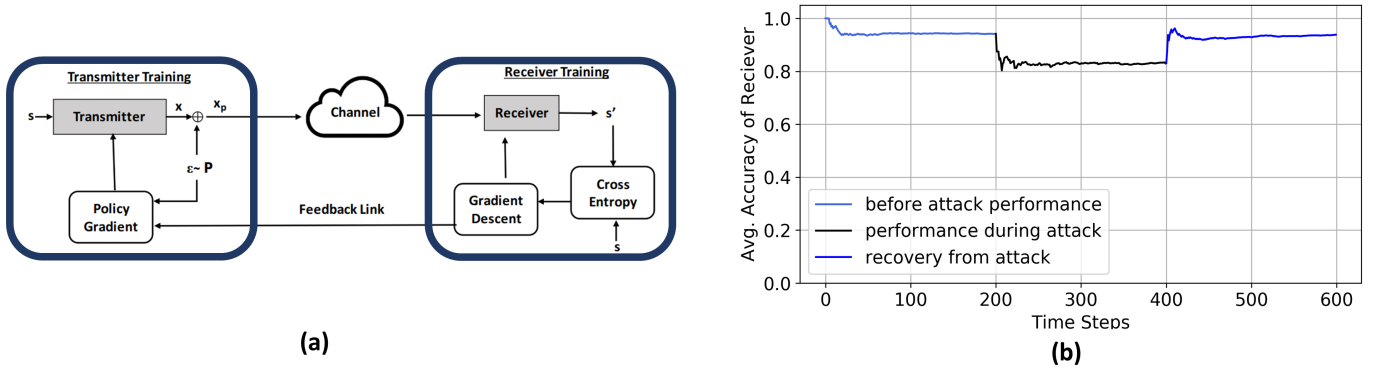 Transmitter Training
s
Transmitter
x
⊕
xₚ
ε~ P
Policy
Gradient
Channel
Feedback Link
Receiver Training
Receiver
s'
Cross
Entropy
Gradient
Descent
s
(a)
Avg. Accuracy of Reciever
1.0
0.8
0.6
0.4
0.2
0.0
before attack performance
performance during attack
recovery from attack
0 100 200 300 400 500 600
Time Steps
(b)